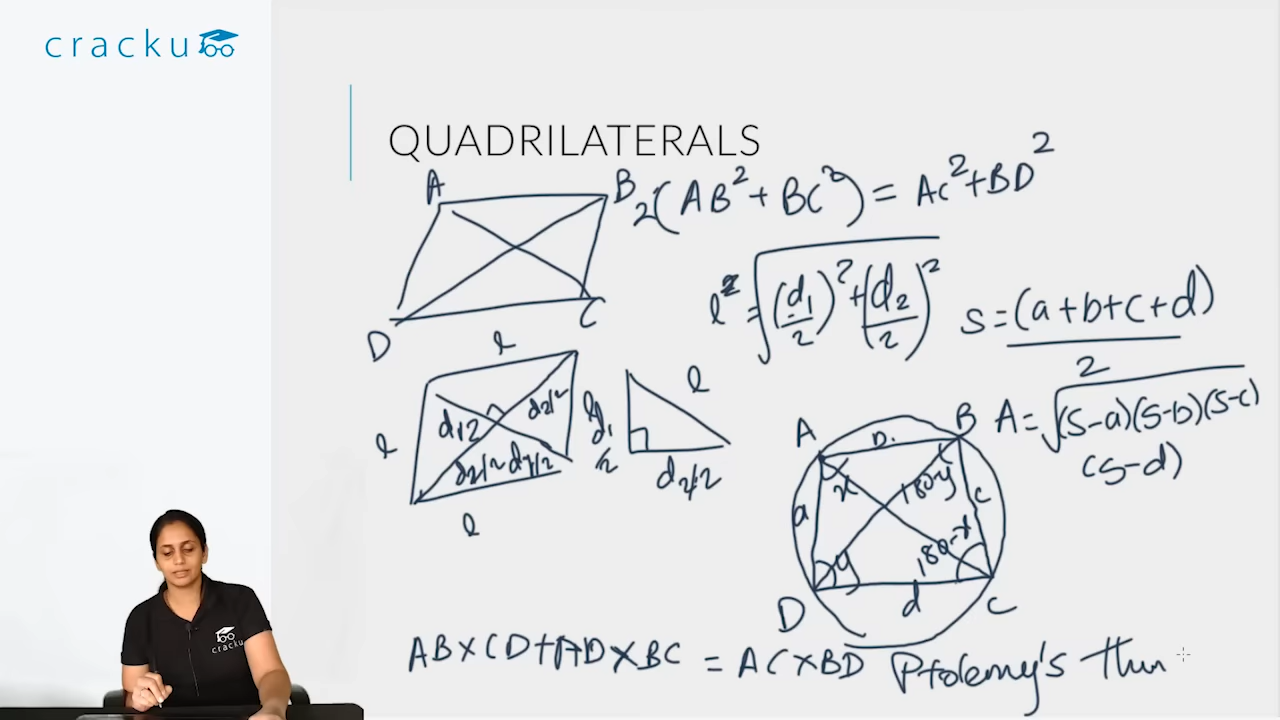 cracku
QUADRILATERALS
A
B
2(AB²+BC²) = AC²+BD²
D
C
l² = √((d₁/2)²+(d₂/2)²)
s = (a+b+c+d)/2
A = √(s-a)(s-b)(s-c)
(s-d)
l
l
l
l
d₁/2
d₂/2
d₂/2
d₁/2
l
d₁/2
d₂/2
A
B
b
a
x
180-y
c
y
180-x
D
d
C
cracku
AB×CD+AD×BC = AC×BD Ptolemy's thm